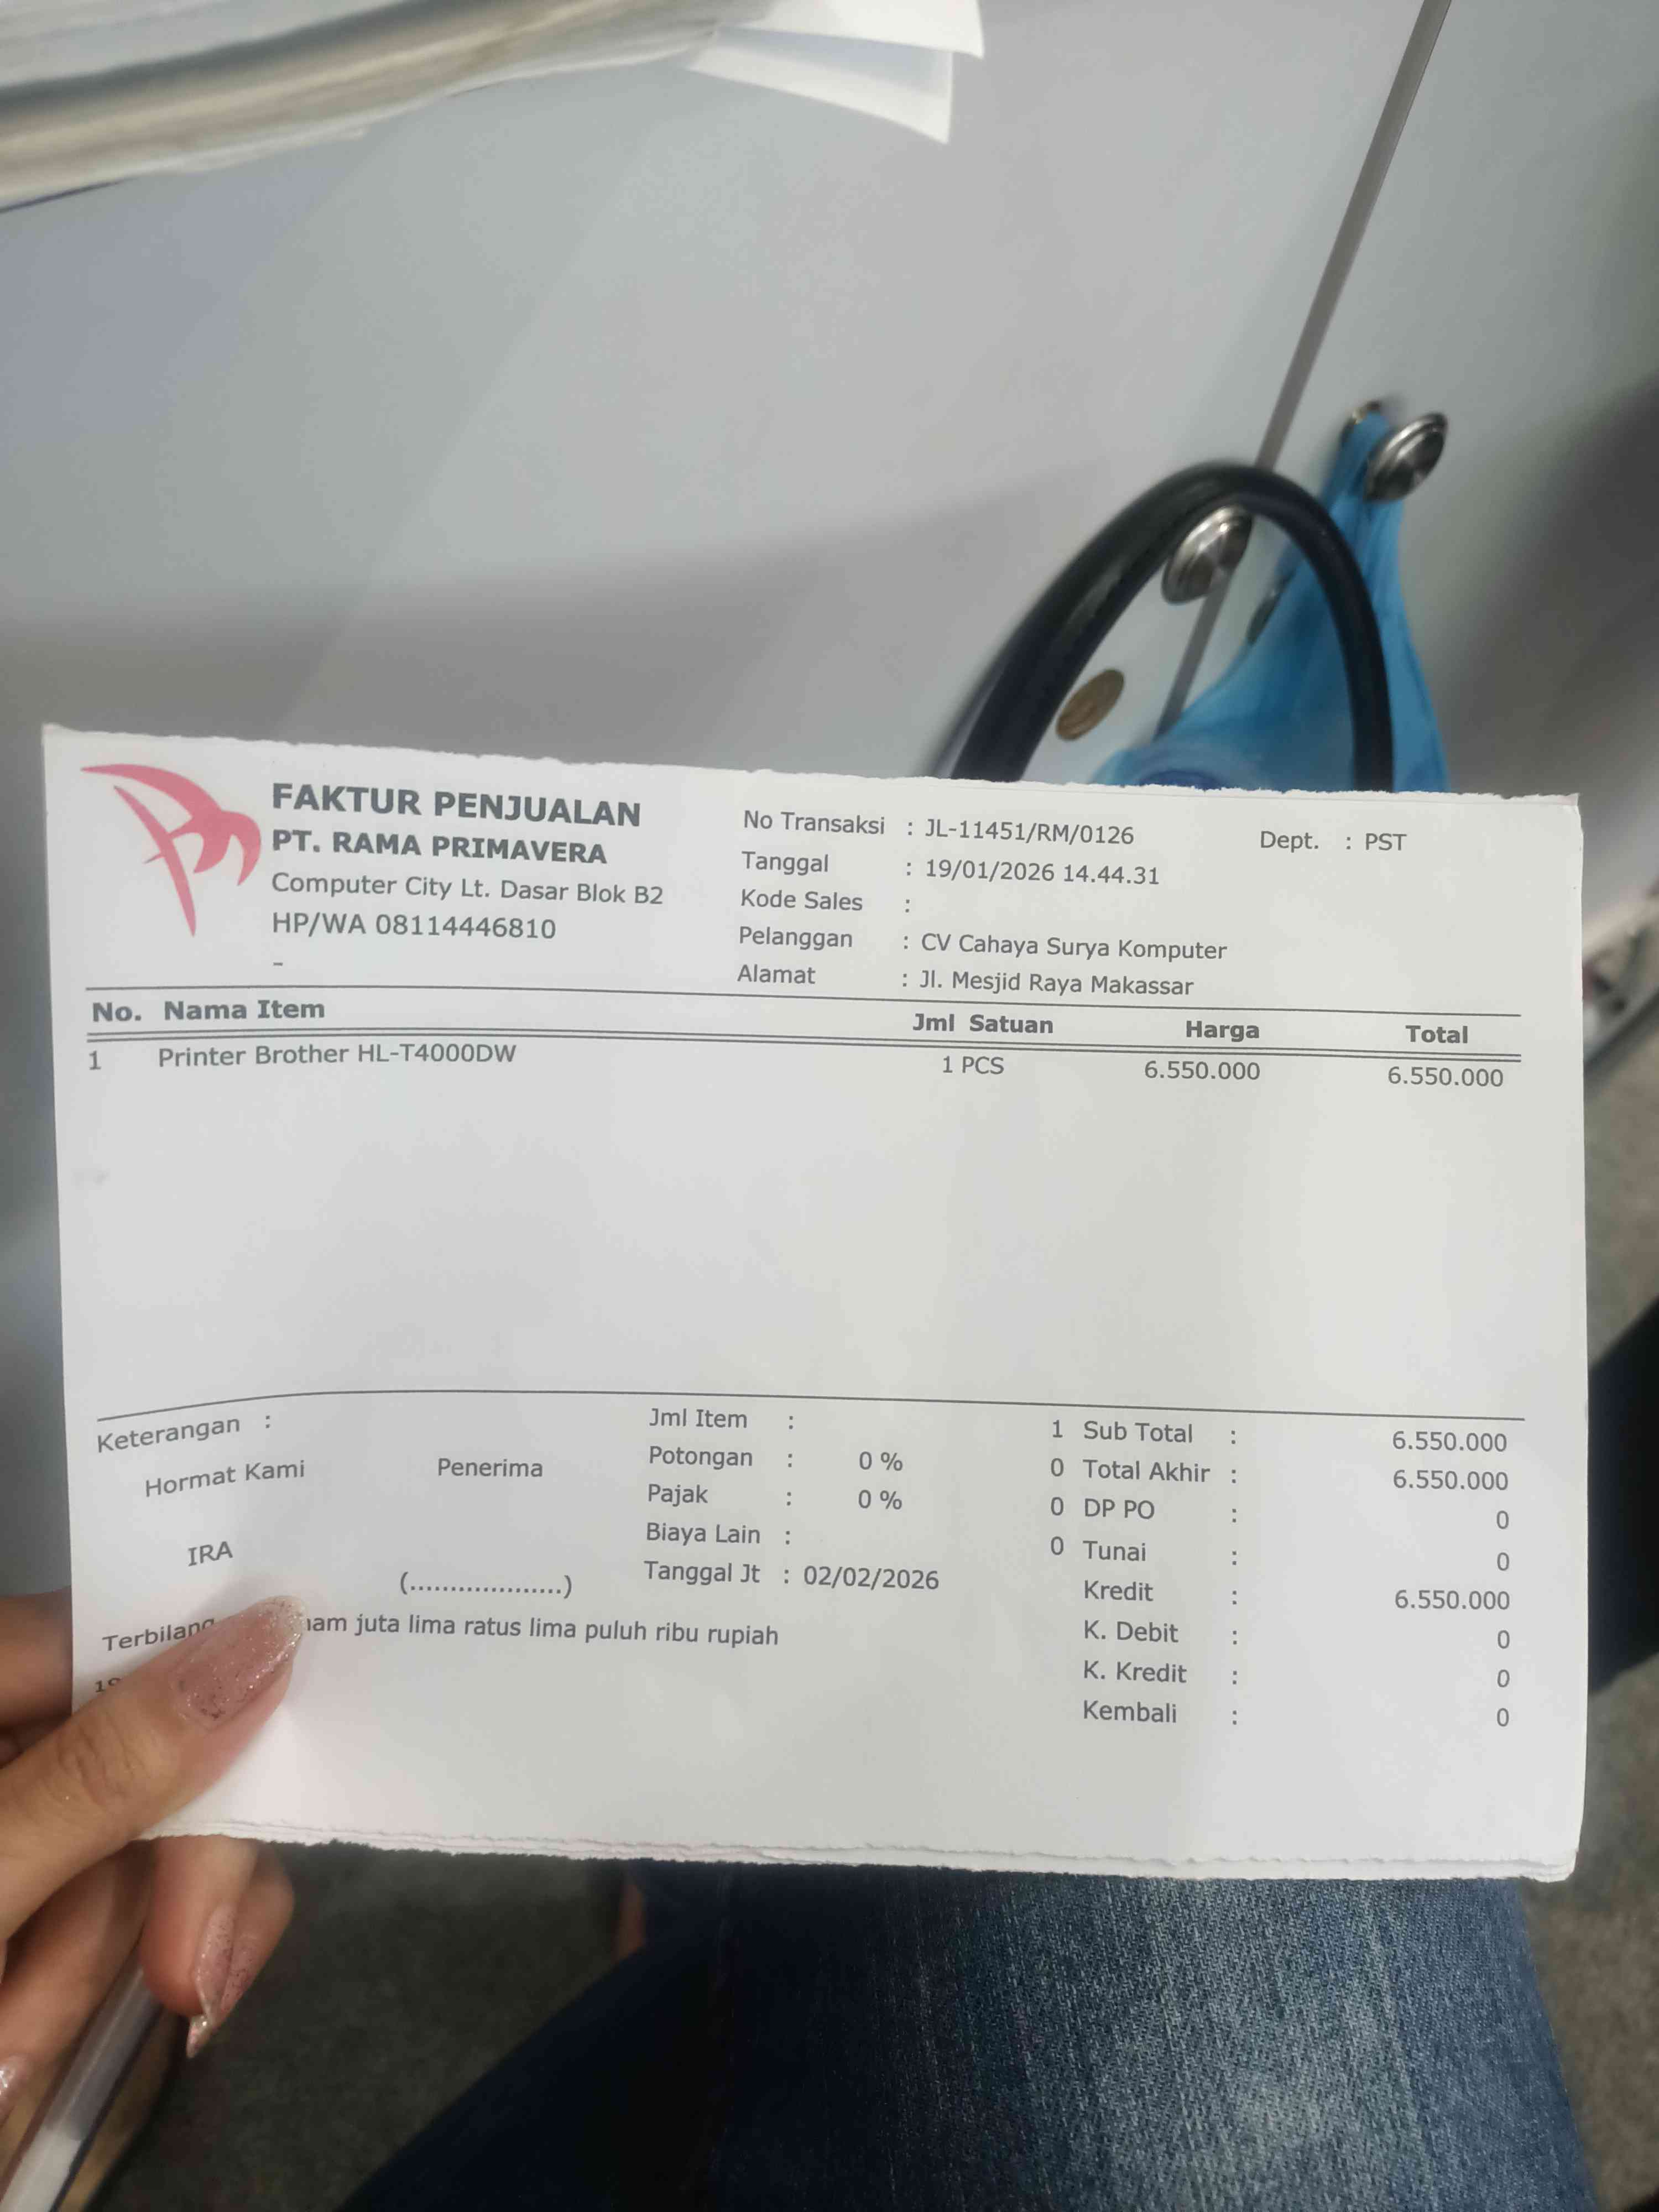 FAKTUR PENJUALAN
PT. RAMA PRIMAVERA
Computer City Lt. Dasar Blok B2
HP/WA 08114446810
-
No Transaksi : JL-11451/RM/0126 Dept. : PST
Tanggal : 19/01/2026 14.44.31
Kode Sales :
Pelanggan : CV Cahaya Surya Komputer
Alamat : Jl. Mesjid Raya Makassar
No. Nama Item Jml Satuan Harga Total
1 Printer Brother HL-T4000DW 1 PCS 6.550.000 6.550.000
Keterangan :
Hormat Kami Penerima
IRA
(...................)
Jml Item : 1
Potongan : 0 % 0
Pajak : 0 % 0
Biaya Lain : 0
Tanggal Jt : 02/02/2026
Sub Total : 6.550.000
Total Akhir : 6.550.000
DP PO : 0
Tunai : 0
Kredit : 6.550.000
K. Debit : 0
K. Kredit : 0
Kembali : 0
Terbilang juta lima ratus lima puluh ribu rupiah